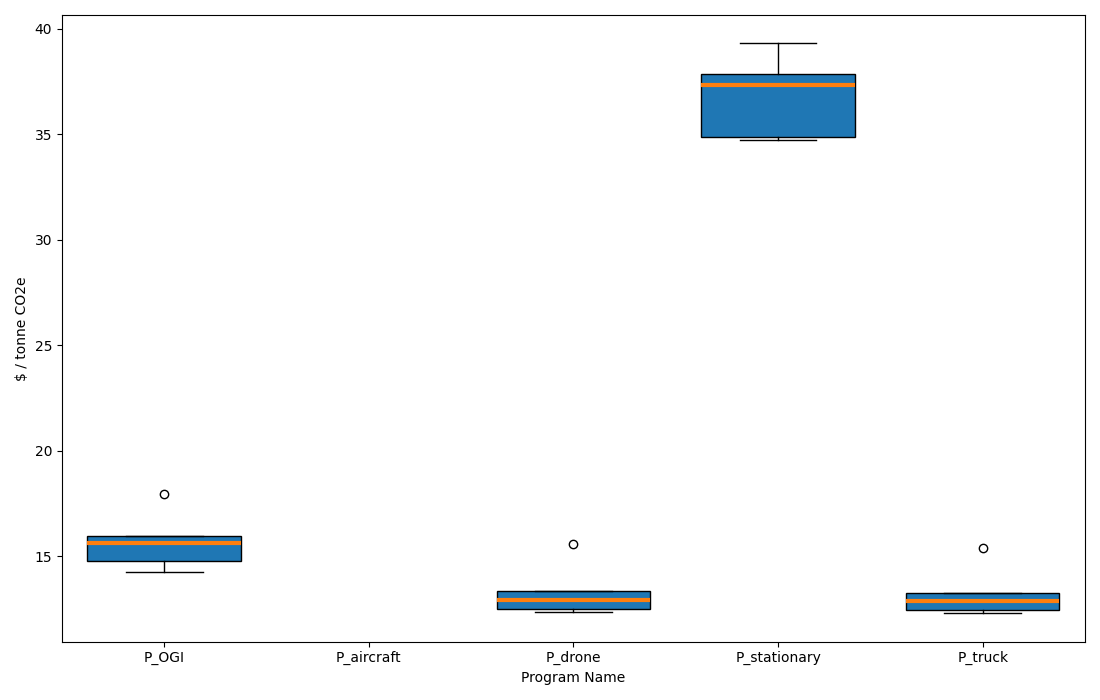 $ / tonne CO2e
40
35
30
25
20
15
P_OGI
P_aircraft
P_drone
P_stationary
P_truck
Program Name